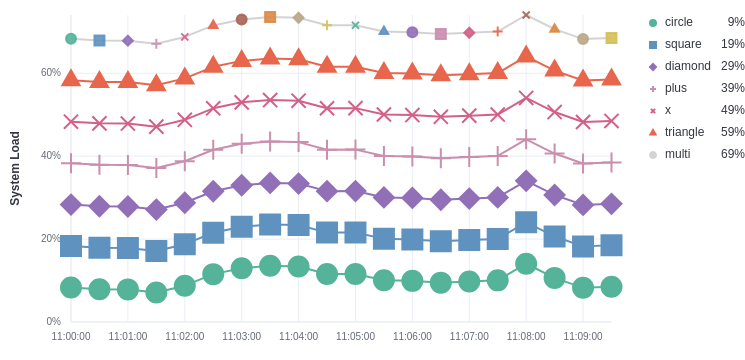 System Load
60%
40%
20%
0%
11:00:00 11:01:00 11:02:00 11:03:00 11:04:00 11:05:00 11:06:00 11:07:00 11:08:00 11:09:00
circle 9%
square 19%
diamond 29%
plus 39%
x 49%
triangle 59%
multi 69%